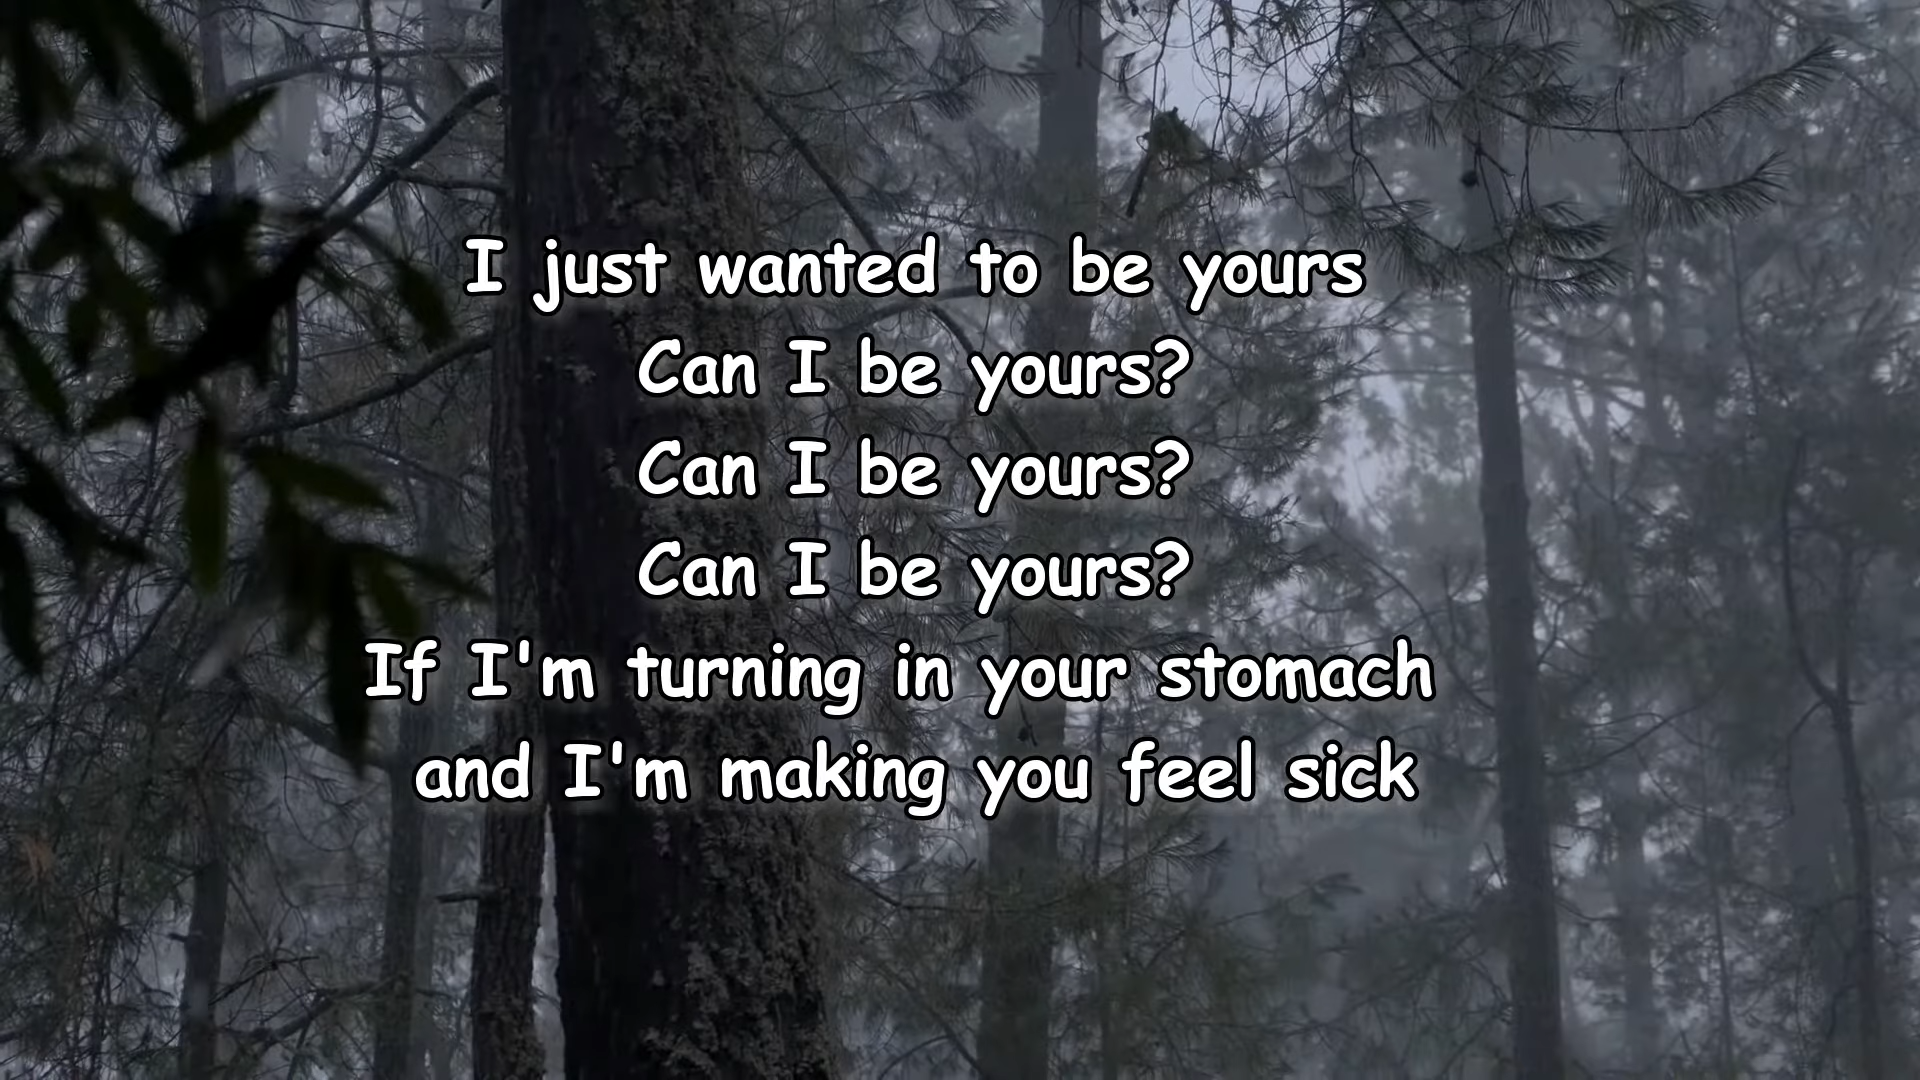 I just wanted to be yours
Can I be yours?
Can I be yours?
Can I be yours?
If I'm turning in your stomach
and I'm making you feel sick